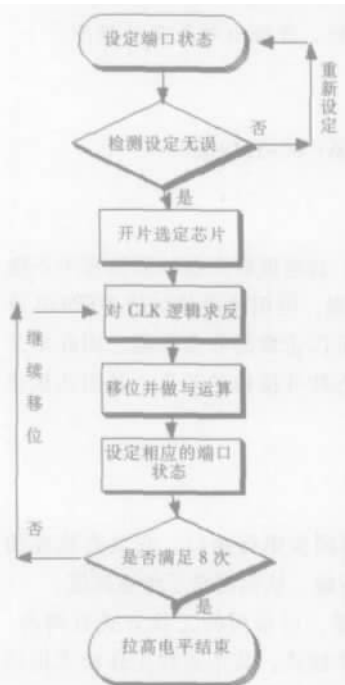 设定端口状态
重新设定
检测设定无误
否
是
开片选定芯片
对 CLK 逻辑求反
继续移位
移位并做与运算
设定相应的端口
状态
否
是否满足 8 次
是
拉高电平结束